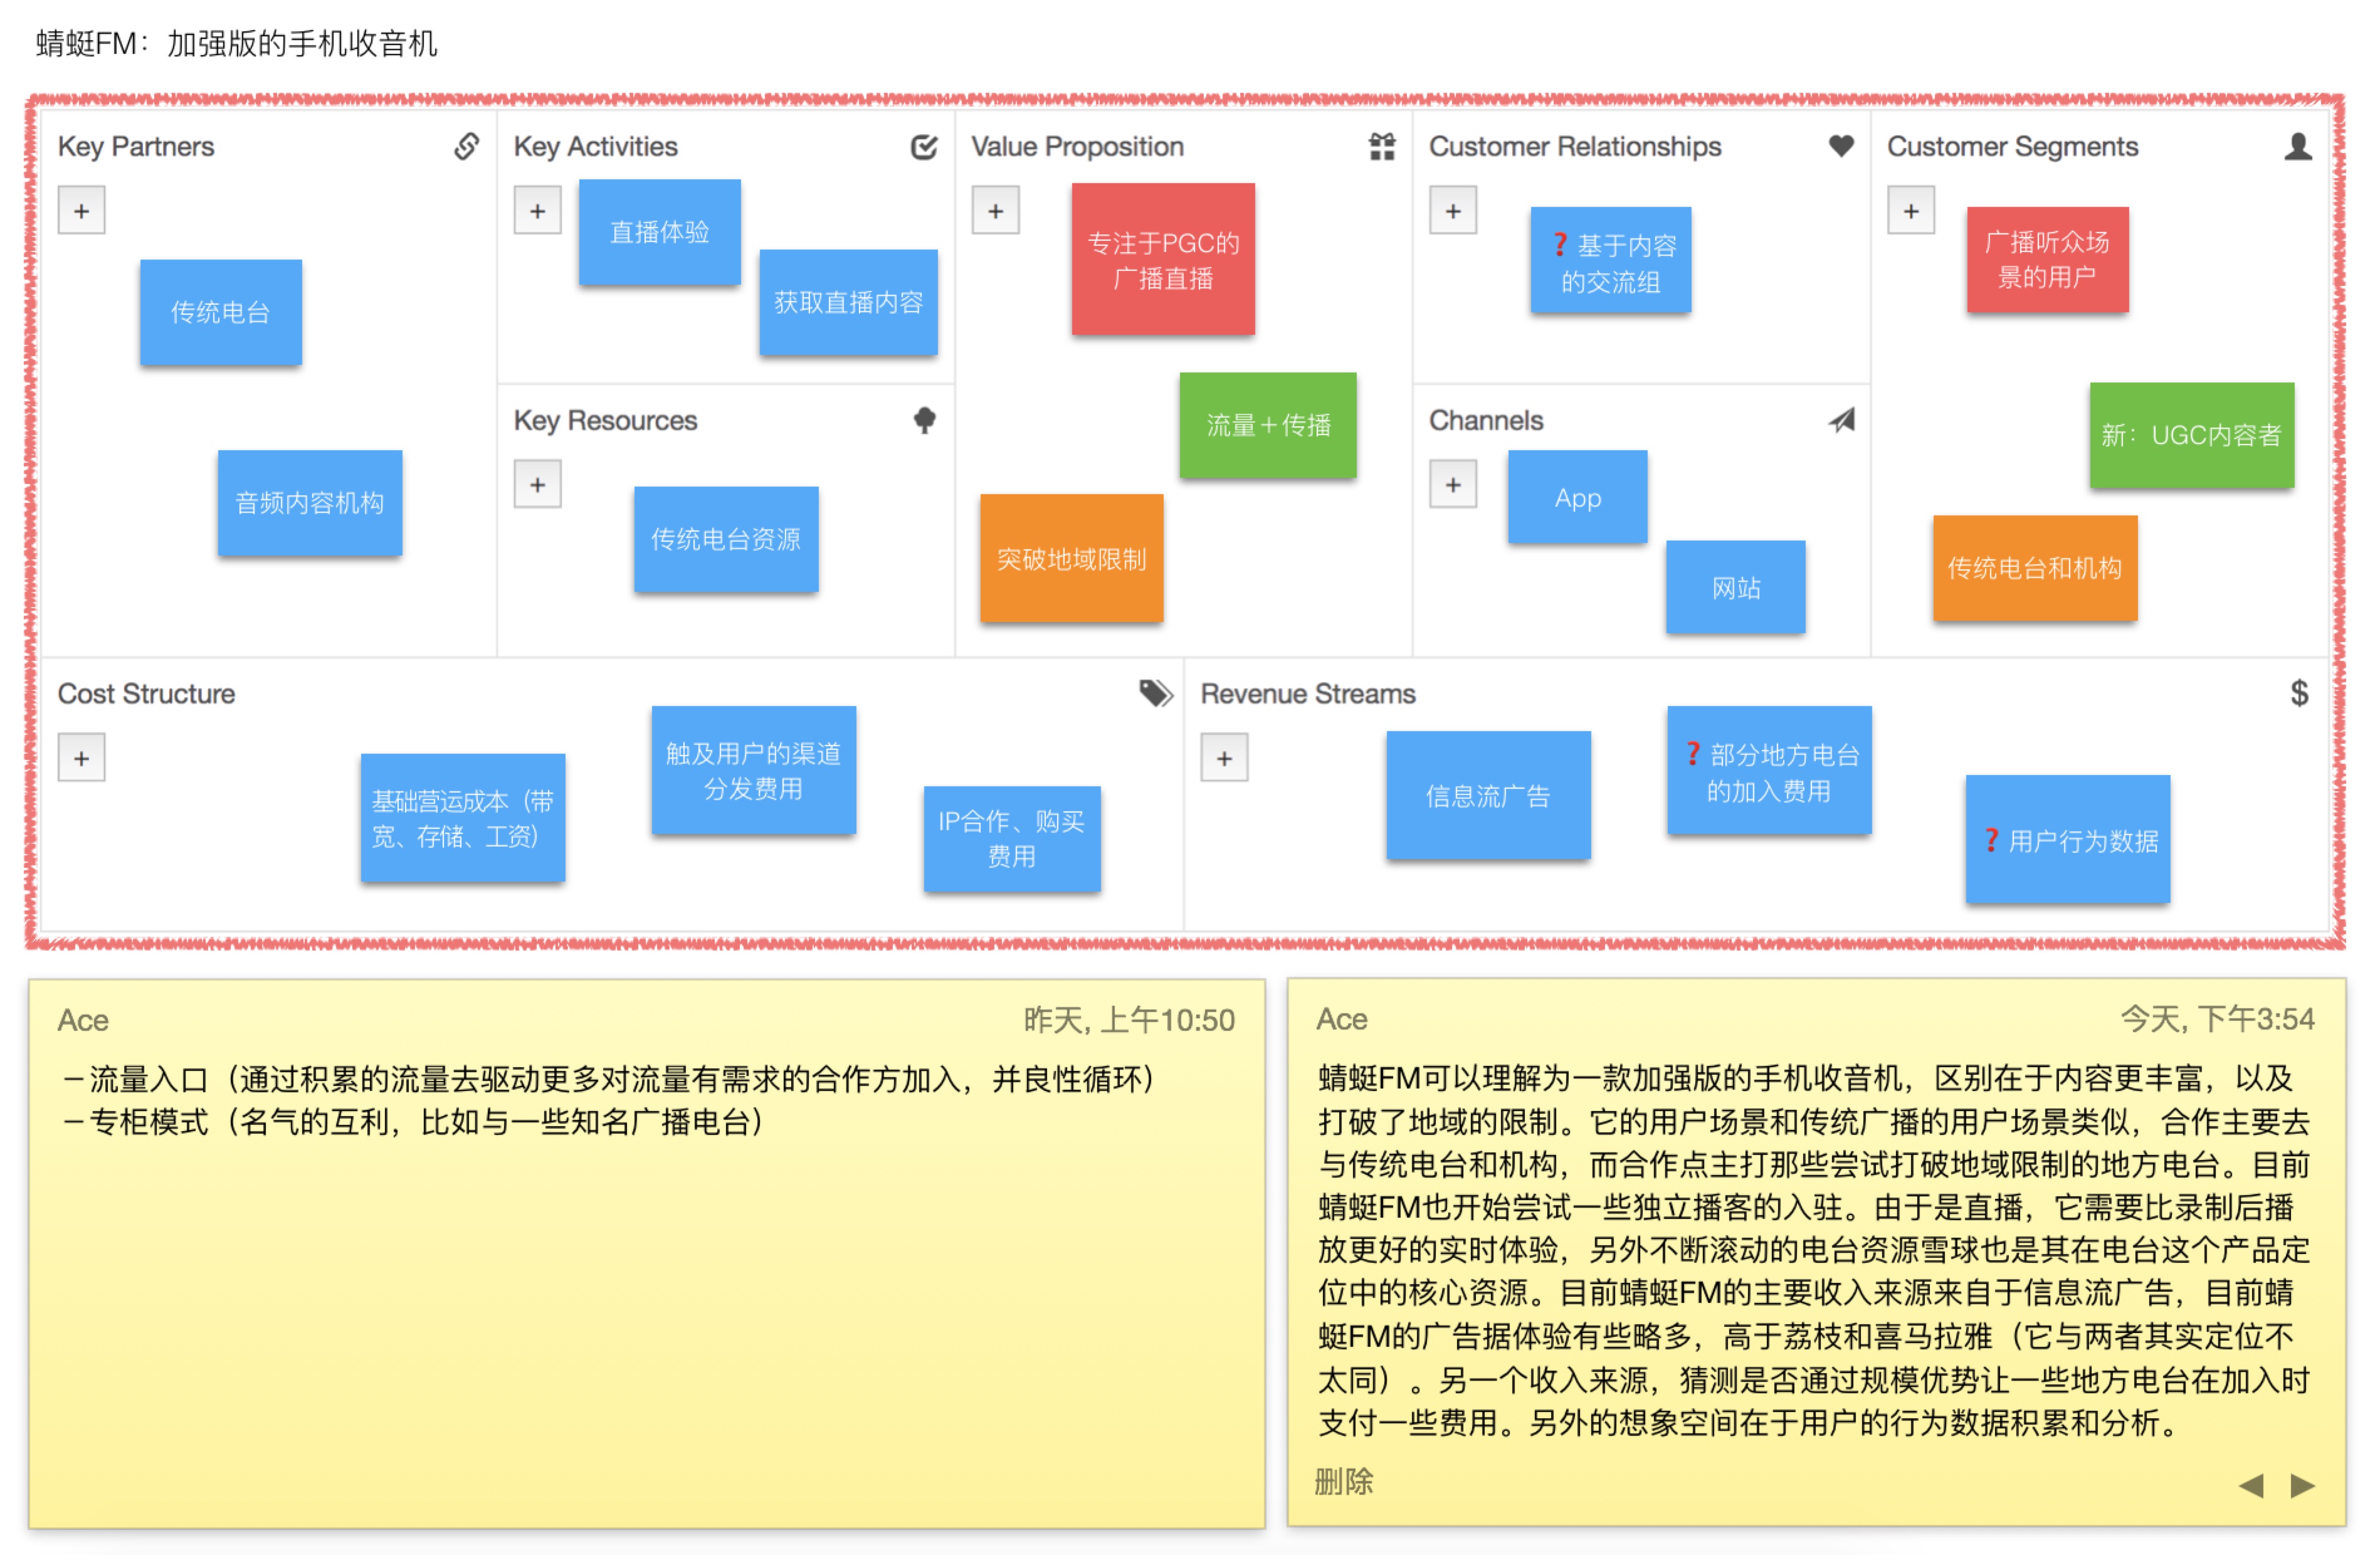 蜻蜓FM：加强版的手机收音机
Key Partners
+
传统电台
音频内容机构
Key Activities
+
直播体验
获取直播内容
Key Resources
+
传统电台资源
Value Proposition
+
专注于PGC的
广播直播
流量＋传播
突破地域限制
Customer Relationships
+
❓基于内容
的交流组
Channels
+
App
网站
Customer Segments
+
广播听众场
景的用户
新：UGC内容者
传统电台和机构
Cost Structure
+
基础营运成本（带
宽、存储、工资）
触及用户的渠道
分发费用
IP合作、购买
费用
Revenue Streams
$
+
信息流广告
❓部分地方电台
的加入费用
❓用户行为数据
Ace
昨天, 上午10:50
－流量入口（通过积累的流量去驱动更多对流量有需求的合作方加入，并良性循环）
－专柜模式（名气的互利，比如与一些知名广播电台）
Ace
今天, 下午3:54
蜻蜓FM可以理解为一款加强版的手机收音机，区别在于内容更丰富，以及
打破了地域的限制。它的用户场景和传统广播的用户场景类似，合作主要去
与传统电台和机构，而合作点主打那些尝试打破地域限制的地方电台。目前
蜻蜓FM也开始尝试一些独立播客的入驻。由于是直播，它需要比录制后播
放更好的实时体验，另外不断滚动的电台资源雪球也是其在电台这个产品定
位中的核心资源。目前蜻蜓FM的主要收入来源来自于信息流广告，目前蜻
蜓FM的广告据体验有些略多，高于荔枝和喜马拉雅（它与两者其实定位不
太同）。另一个收入来源，猜测是否通过规模优势让一些地方电台在加入时
支付一些费用。另外的想象空间在于用户的行为数据积累和分析。
删除